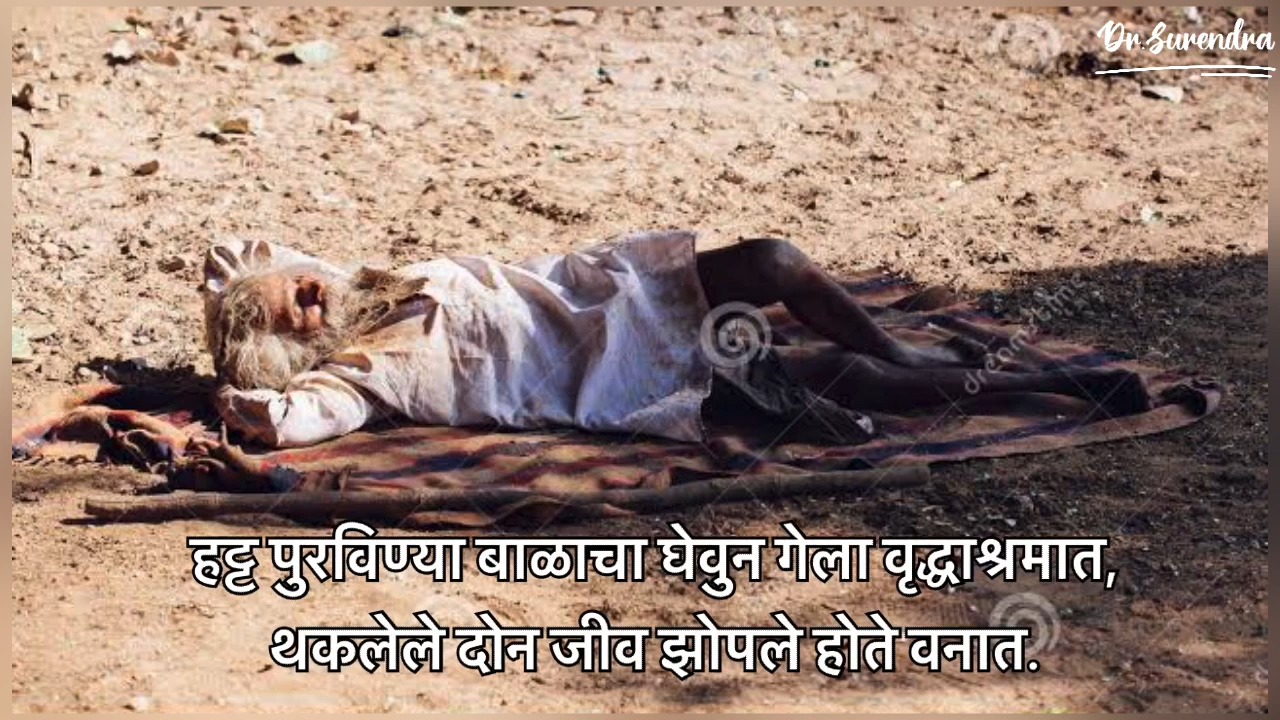 Dr.Surendra
हट्ट पुरविण्या बाळाचा घेवुन गेला वृद्धाश्रमात,
थकलेले दोन जीव झोपले होते वनात.